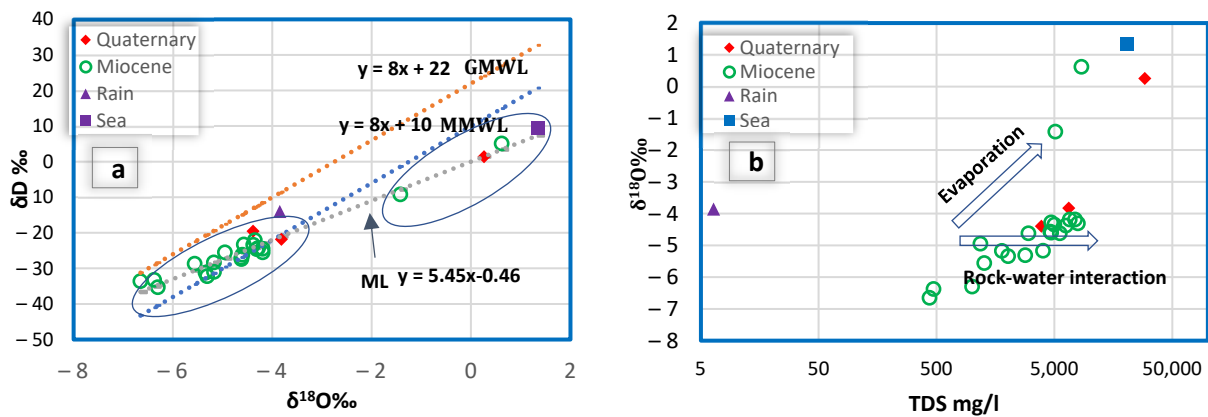 40
30
20
10
0
– 10
– 20
– 30
– 40
– 50
δD ‰
Quaternary
Miocene
Rain
Sea
a
y = 8x + 22 GMWL
y = 8x + 10 MMWL
ML
y = 5.45x-0.46
– 8
– 6
– 4
– 2
0
2
δ¹⁸O‰
2
1
0
– 1
– 2
– 3
– 4
– 5
– 6
– 7
– 8
δ¹⁸O‰
Quaternary
Miocene
Rain
Sea
b
Evaporation
Rock-water interaction
5
50
500
5,000
50,000
TDS mg/l